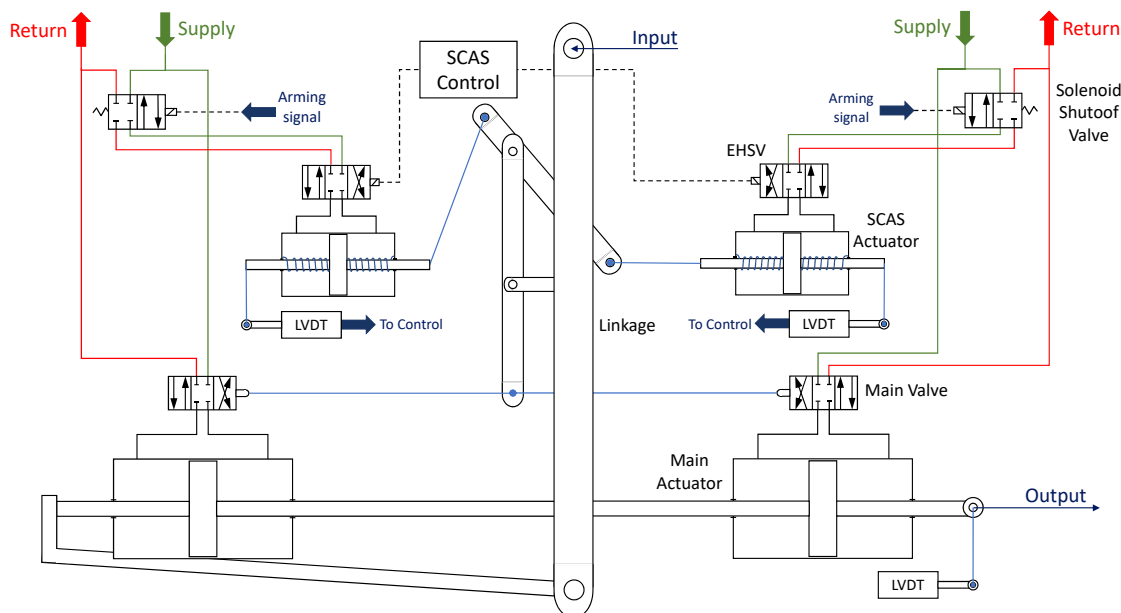 Return
Supply
SCAS
Control
Input
Supply
Return
Arming
signal
Arming
signal
Solenoid
Shutoof
Valve
EHSV
SCAS
Actuator
LVDT
To Control
Linkage
To Control
LVDT
Main Valve
Main
Actuator
Output
LVDT